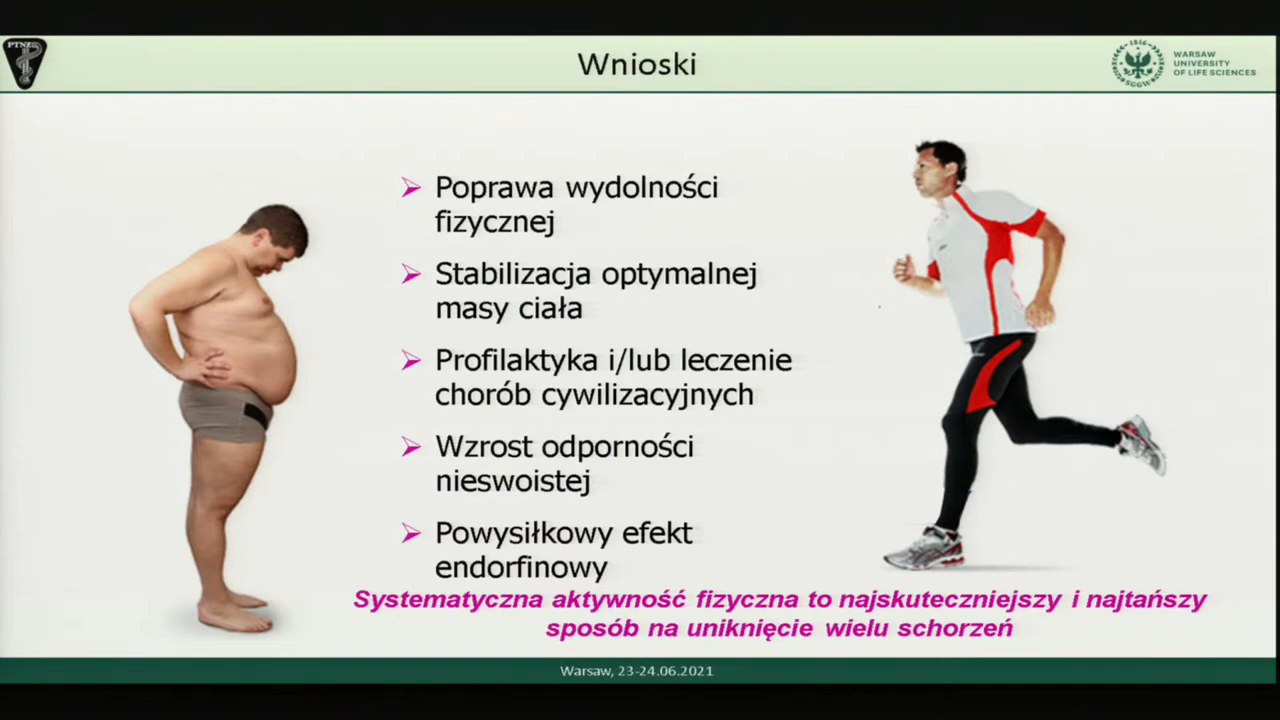 PTNZ
Wnioski
1816
SGGW
WARSAW
UNIVERSITY
OF LIFE SCIENCES
Poprawa wydolności
fizycznej
Stabilizacja optymalnej
masy ciała
Profilaktyka i/lub leczenie
chorób cywilizacyjnych
Wzrost odporności
nieswoistej
Powysiłkowy efekt
endorfinowy
Systematyczna aktywność fizyczna to najskuteczniejszy i najtańszy
sposób na uniknięcie wielu schorzeń
Warsaw, 23-24.06.2021